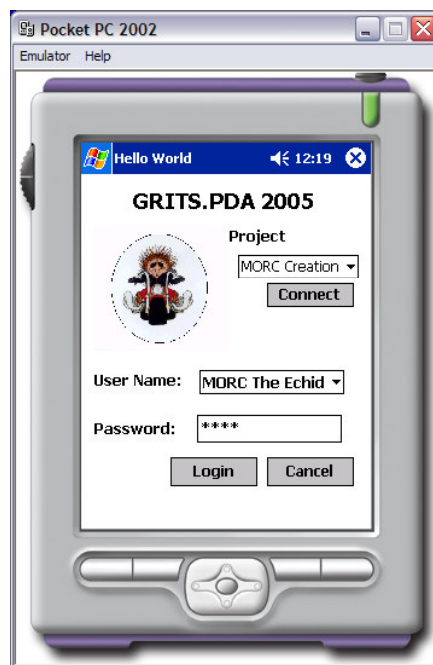 Pocket PC 2002
Emulator Help
Hello World 12:19
GRITS.PDA 2005
Project
MORC Creation
Connect
User Name: MORC The Echid
Password: ****
Login Cancel